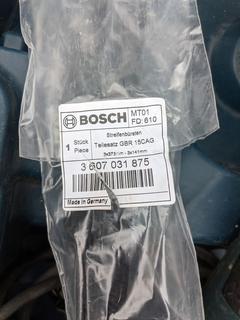 BOSCH
MT01
FD: 610
Streifenbürsten
1 Stück
Piece
Teilesatz GBR 15CAG
3 607 031 875
Made in Germany